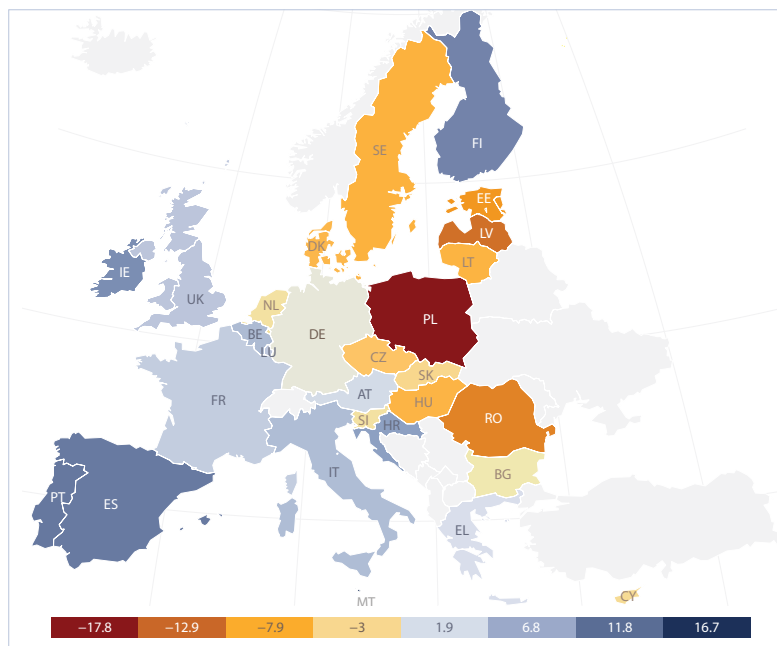 FI
SE
EE
LV
DK
LT
IE
UK
NL
PL
BE
DE
LU
CZ
SK
AT
FR
HU
SI
HR
RO
IT
BG
PT
ES
EL
CY
MT
−17.8 −12.9 −7.9 −3 1.9 6.8 11.8 16.7